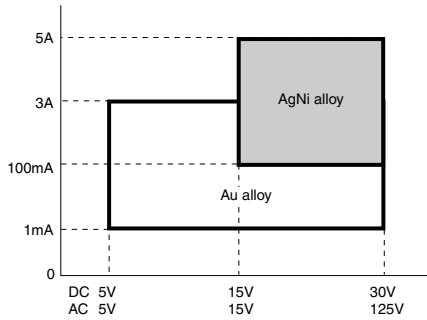 5A
AgNi alloy
3A
100mA
Au alloy
1mA
0
DC 5V 15V 30V
AC 5V 15V 125V